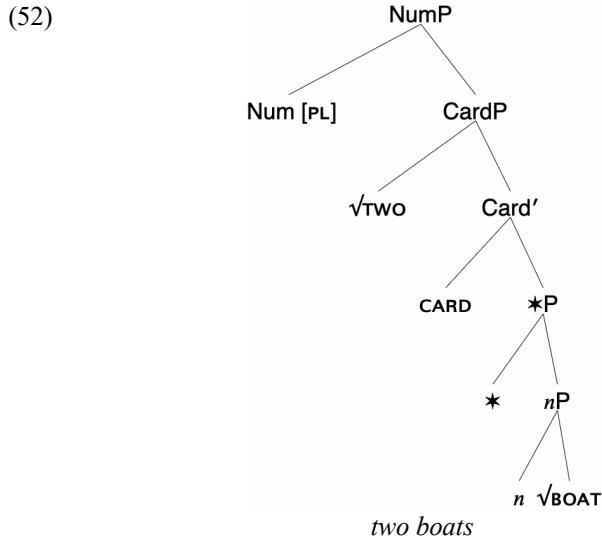 (52) NumP
Num [PL] CardP
√TWO Card′
CARD ✶P
✶ nP
n √BOAT
two boats